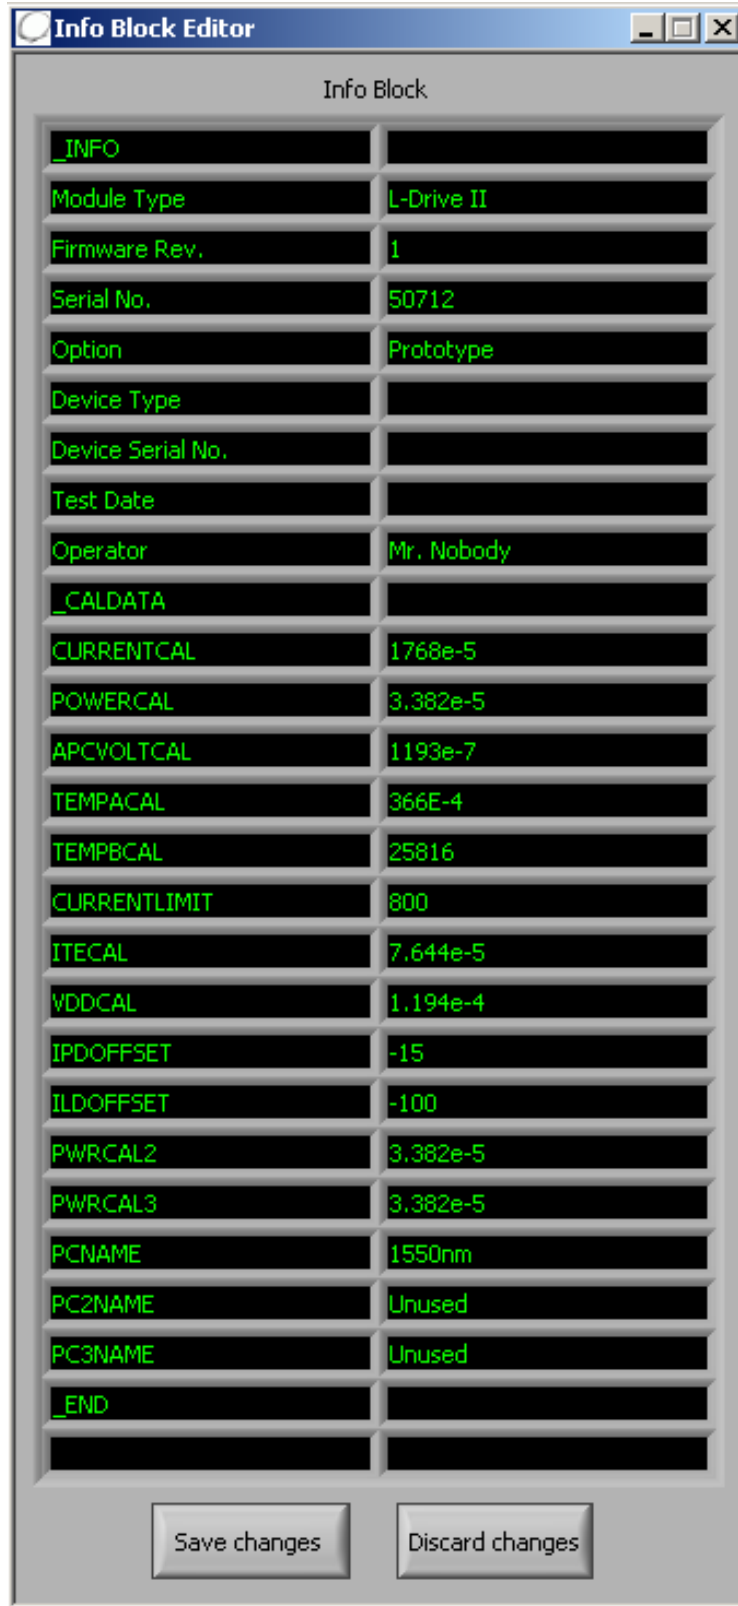 Info Block Editor
Info Block
_INFO
Module Type L-Drive II
Firmware Rev. 1
Serial No. 50712
Option Prototype
Device Type
Device Serial No.
Test Date
Operator Mr. Nobody
_CALDATA
CURRENTCAL 1768e-5
POWERCAL 3.382e-5
APCVOLTCAL 1193e-7
TEMPACAL 366E-4
TEMPBCAL 25816
CURRENTLIMIT 800
ITECAL 7.644e-5
VDDCAL 1.194e-4
IPDOFFSET -15
ILDOFFSET -100
PWRCAL2 3.382e-5
PWRCAL3 3.382e-5
PCNAME 1550nm
PC2NAME Unused
PC3NAME Unused
_END
Save changes Discard changes